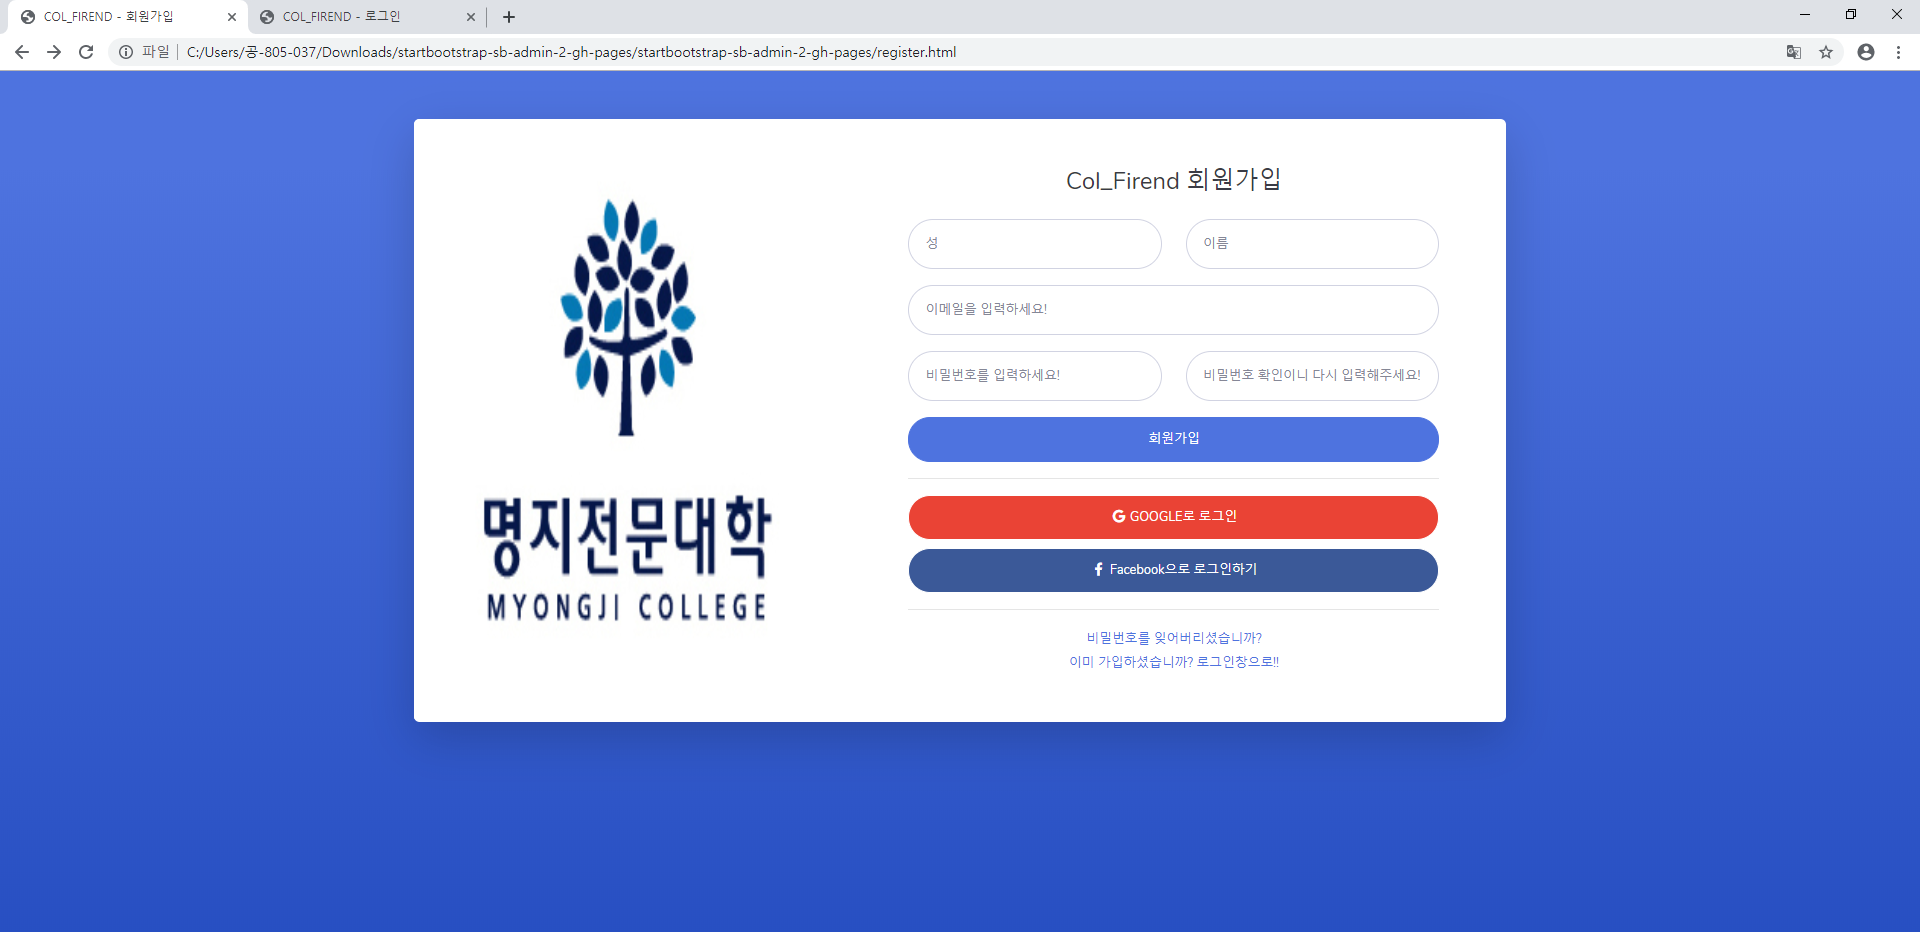 COL_FIREND - 회원가입
COL_FIREND - 로그인
파일
C:/Users/공-805-037/Downloads/startbootstrap-sb-admin-2-gh-pages/startbootstrap-sb-admin-2-gh-pages/register.html
명지전문대학
MYONGJI COLLEGE
Col_Firend 회원가입
성
이름
이메일을 입력하세요!
비밀번호를 입력하세요!
비밀번호 확인이니 다시 입력해주세요!
회원가입
GOOGLE로 로그인
Facebook으로 로그인하기
비밀번호를 잊어버리셨습니까?
이미 가입하셨습니까? 로그인창으로!!